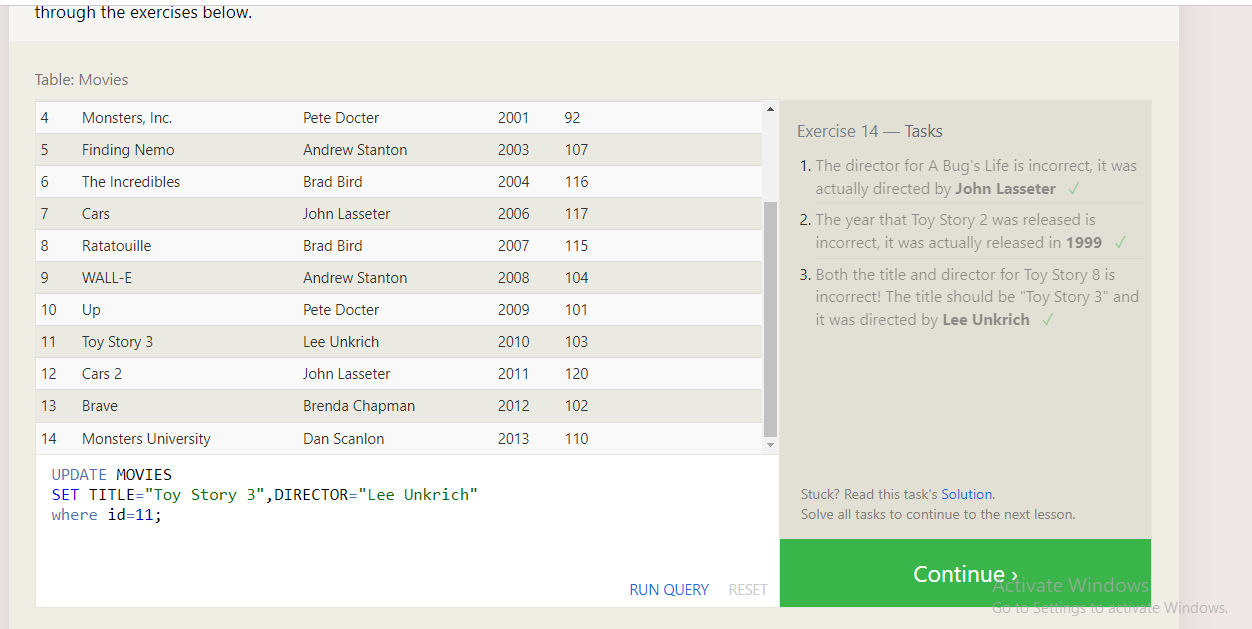 through the exercises below.
Table: Movies
4 Monsters, Inc. Pete Docter 2001 92
5 Finding Nemo Andrew Stanton 2003 107
6 The Incredibles Brad Bird 2004 116
7 Cars John Lasseter 2006 117
8 Ratatouille Brad Bird 2007 115
9 WALL-E Andrew Stanton 2008 104
10 Up Pete Docter 2009 101
11 Toy Story 3 Lee Unkrich 2010 103
12 Cars 2 John Lasseter 2011 120
13 Brave Brenda Chapman 2012 102
14 Monsters University Dan Scanlon 2013 110
UPDATE MOVIES
SET TITLE="Toy Story 3",DIRECTOR="Lee Unkrich"
where id=11;
RUN QUERY RESET
Exercise 14 — Tasks
1. The director for A Bug's Life is incorrect, it was
actually directed by John Lasseter ✓
2. The year that Toy Story 2 was released is
incorrect, it was actually released in 1999 ✓
3. Both the title and director for Toy Story 8 is
incorrect! The title should be "Toy Story 3" and
it was directed by Lee Unkrich ✓
Stuck? Read this task's Solution.
Solve all tasks to continue to the next lesson.
Continue ›
Activate Windows
Go to Settings to activate Windows.